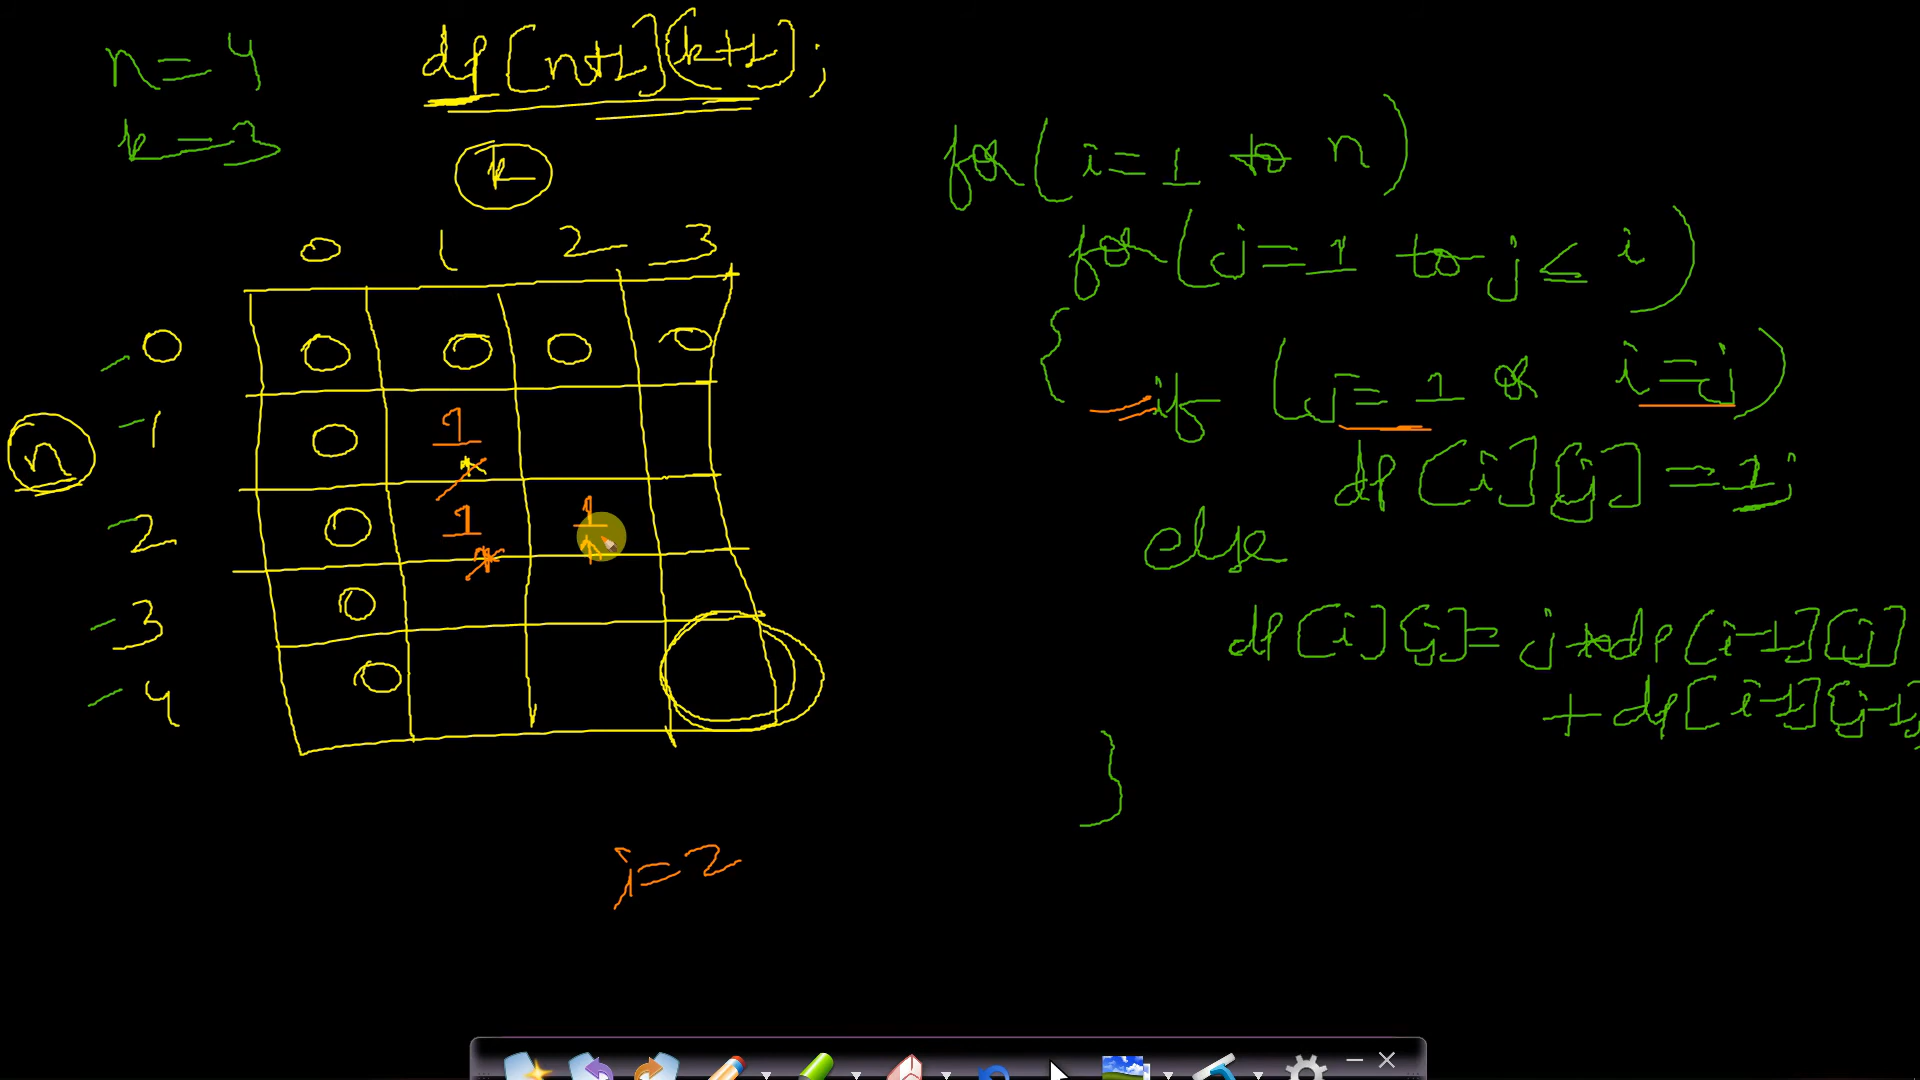 n=4
k=3
dp[n+1][k+1];
k
0 1 2 3
0 0 0 0 0
1 0 1
n
2 0 1 1
3 0
4 0
j=2
for(i=1 to n)
for(j=1 to j≤i)
{
if (j=1 or i=j)
dp[i][j]=1;
else
dp[i][j]=j*dp[i-1][j]
+dp[i-1][j-1]
}